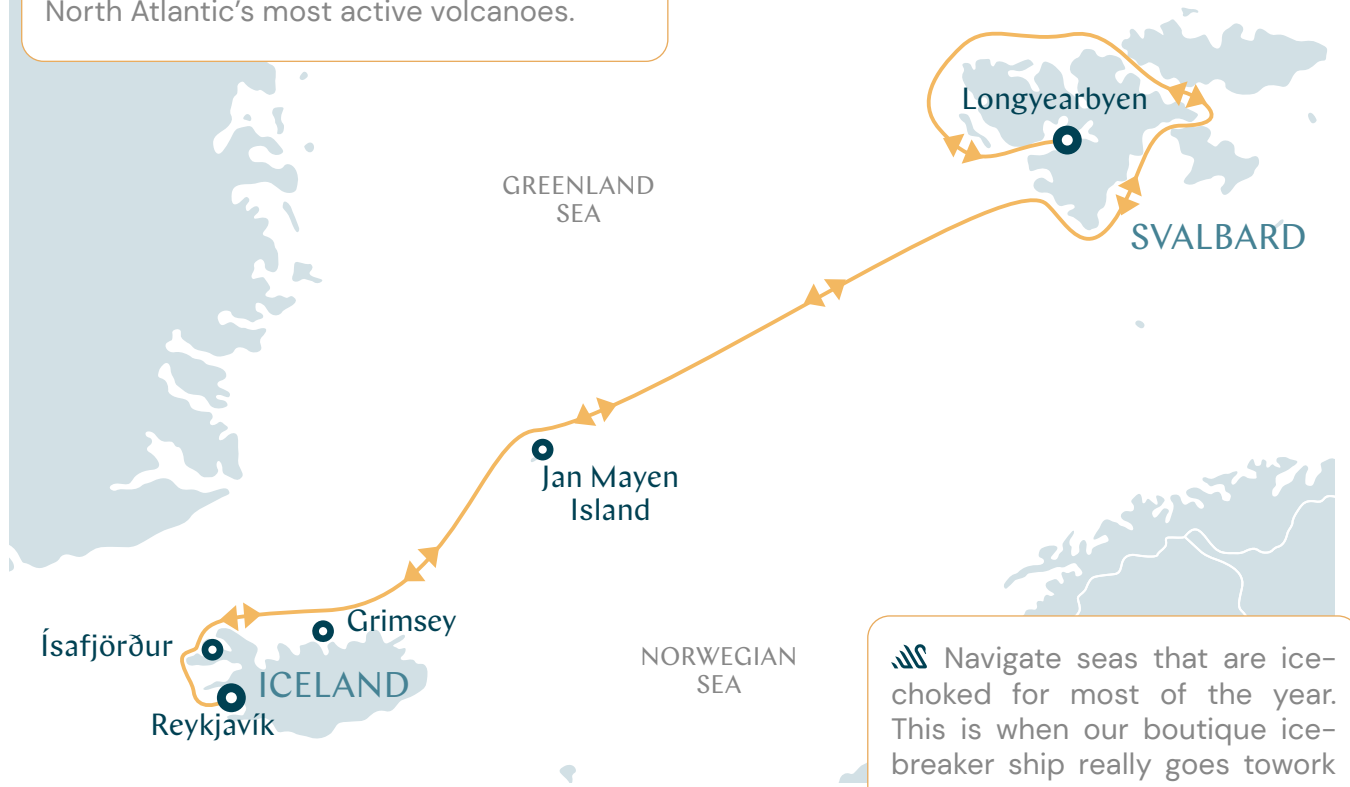 North Atlantic’s most active volcanoes.
Longyearbyen
GREENLAND
SEA
SVALBARD
Jan Mayen
Island
Grimsey
Ísafjörður
ICELAND
Reykjavík
NORWEGIAN
SEA
Navigate seas that are ice-
choked for most of the year.
This is when our boutique ice-
breaker ship really goes towork